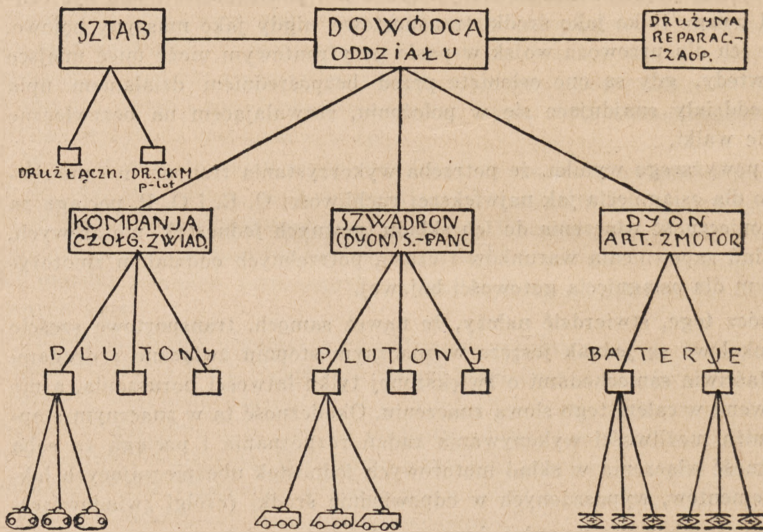 SZTAB
DOWÓDCA
ODDZIAŁU
DRUŻYNA
REPARAC.-
-ZAOP.
DRUŻ ŁĄCZN.
DR.CKM
p-lot
KOMPANJA
CZOŁG. ZWIAD.
SZWADRON
(DYON) S.-PANC
DYON
ART. ZMOTOR.
PLUTONY
PLUTONY
BATERJE